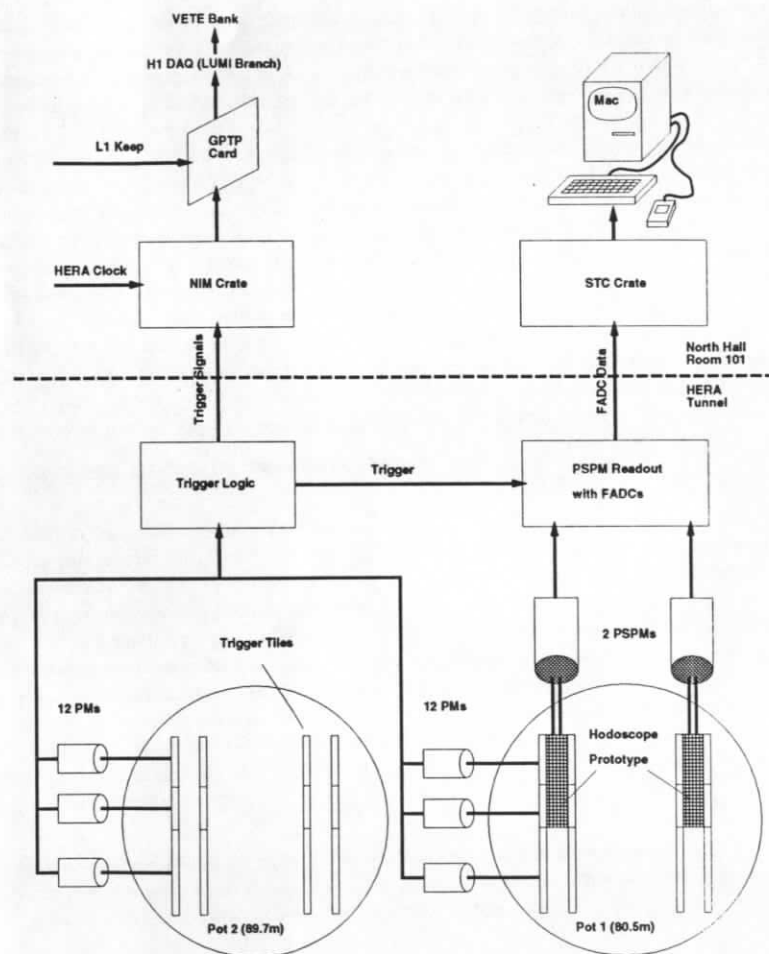 VETE Bank
H1 DAQ (LUMI Branch)
GPTP
Card
L1 Keep
Mac
HERA Clock
NIM Crate
STC Crate
Trigger Signals
FADC Data
North Hall
Room 101
HERA
Tunnel
Trigger Logic
Trigger
PSPM Readout
with FADCs
2 PSPMs
Trigger Tiles
12 PMs
12 PMs
Hodoscope
Prototype
Pot 2 (89.7m)
Pot 1 (80.5m)